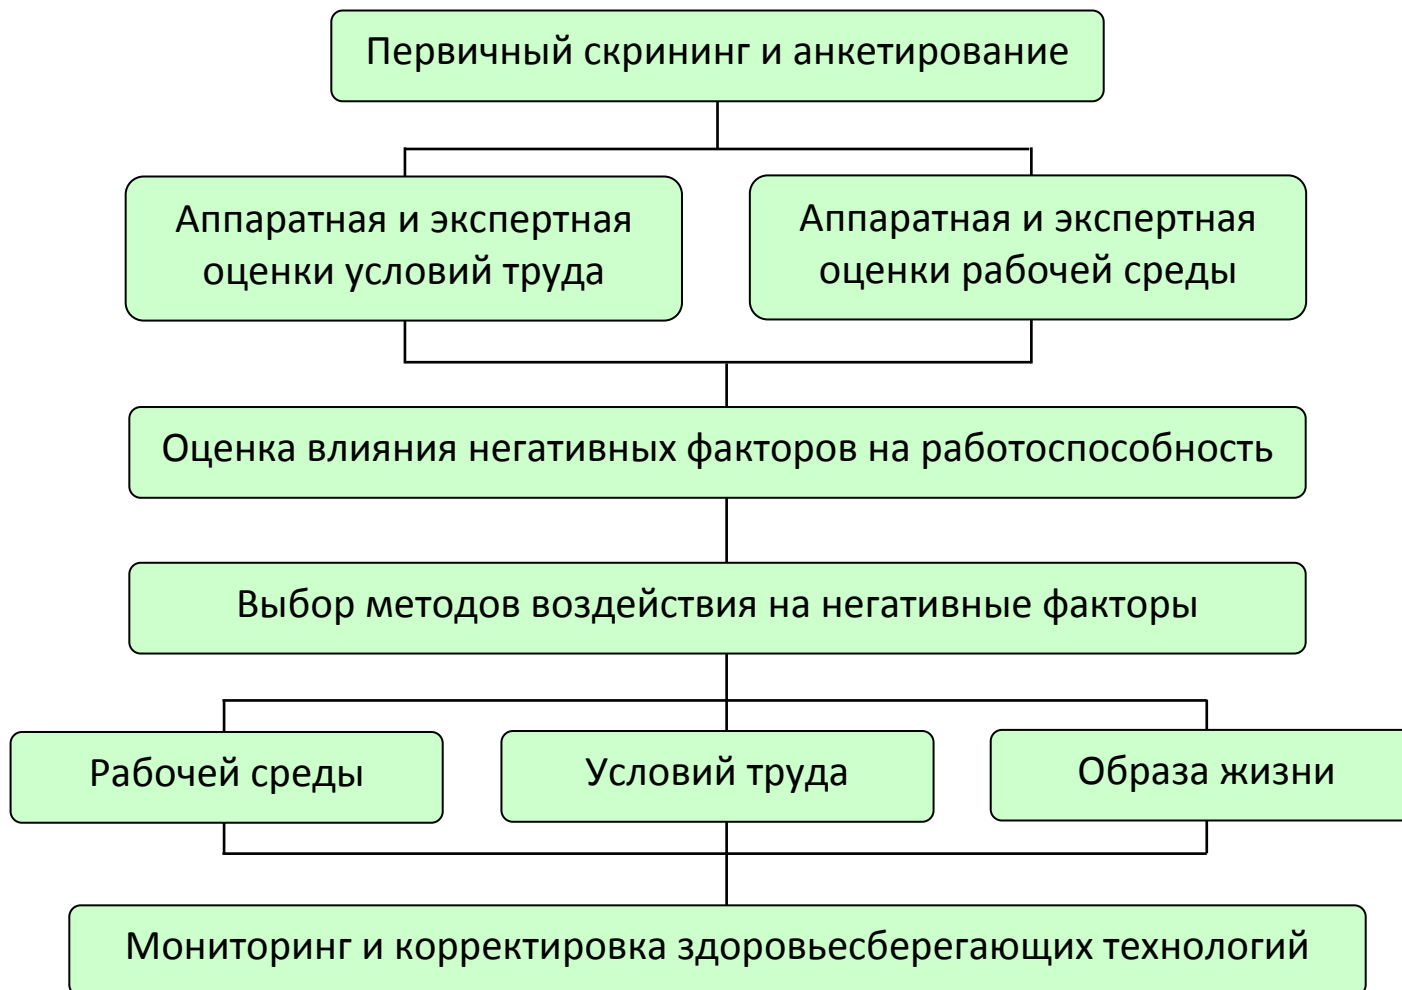 Первичный скрининг и анкетирование
Аппаратная и экспертная
оценки условий труда
Аппаратная и экспертная
оценки рабочей среды
Оценка влияния негативных факторов на работоспособность
Выбор методов воздействия на негативные факторы
Рабочей среды
Условий труда
Образа жизни
Мониторинг и корректировка здоровьесберегающих технологий